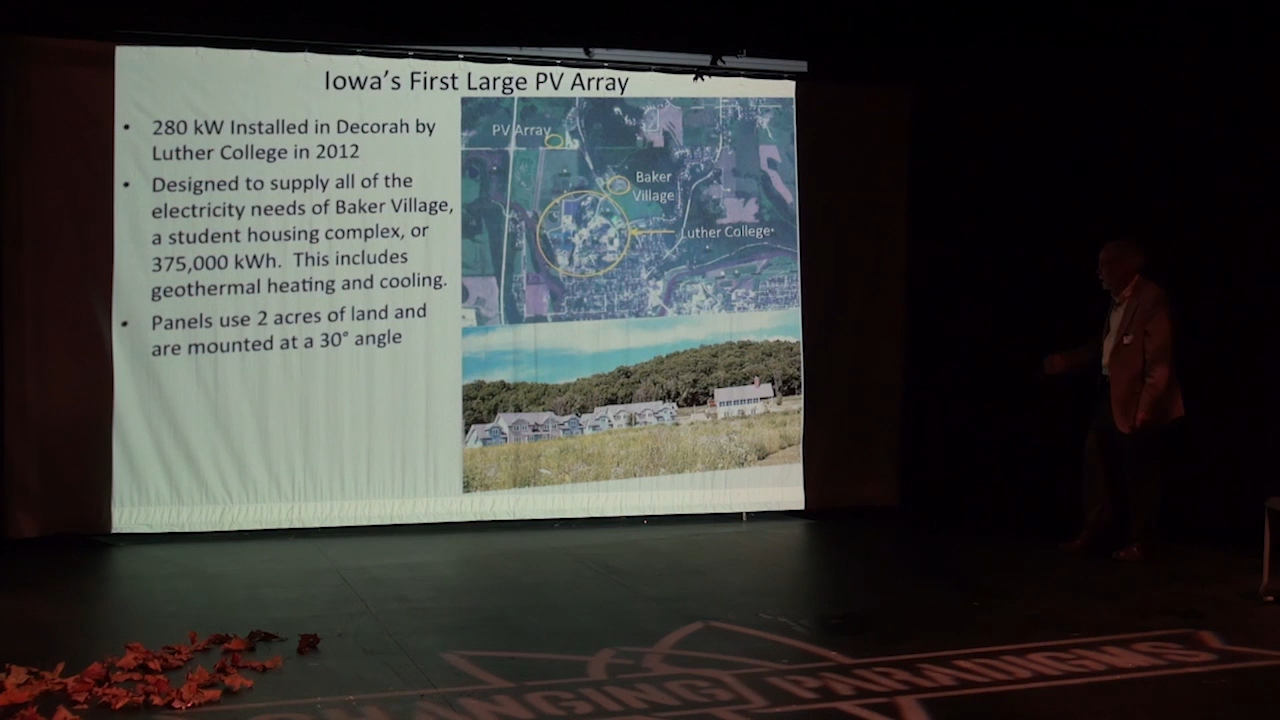 Iowa's First Large PV Array
• 280 kW Installed in Decorah by
Luther College in 2012
• Designed to supply all of the
electricity needs of Baker Village,
a student housing complex, or
375,000 kWh. This includes
geothermal heating and cooling.
• Panels use 2 acres of land and
are mounted at a 30° angle
PV Array
Baker
Village
Luther College
CHANGING PARADIGMS